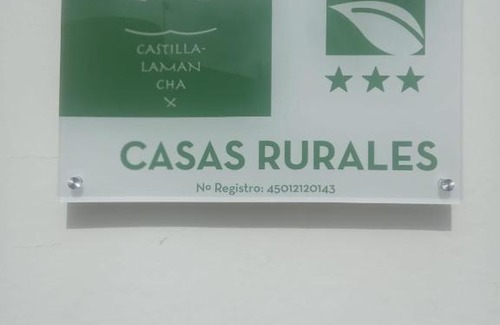 CASTILLA-
LAMAN
CHA
CASAS RURALES
Nº Registro: 45012120143